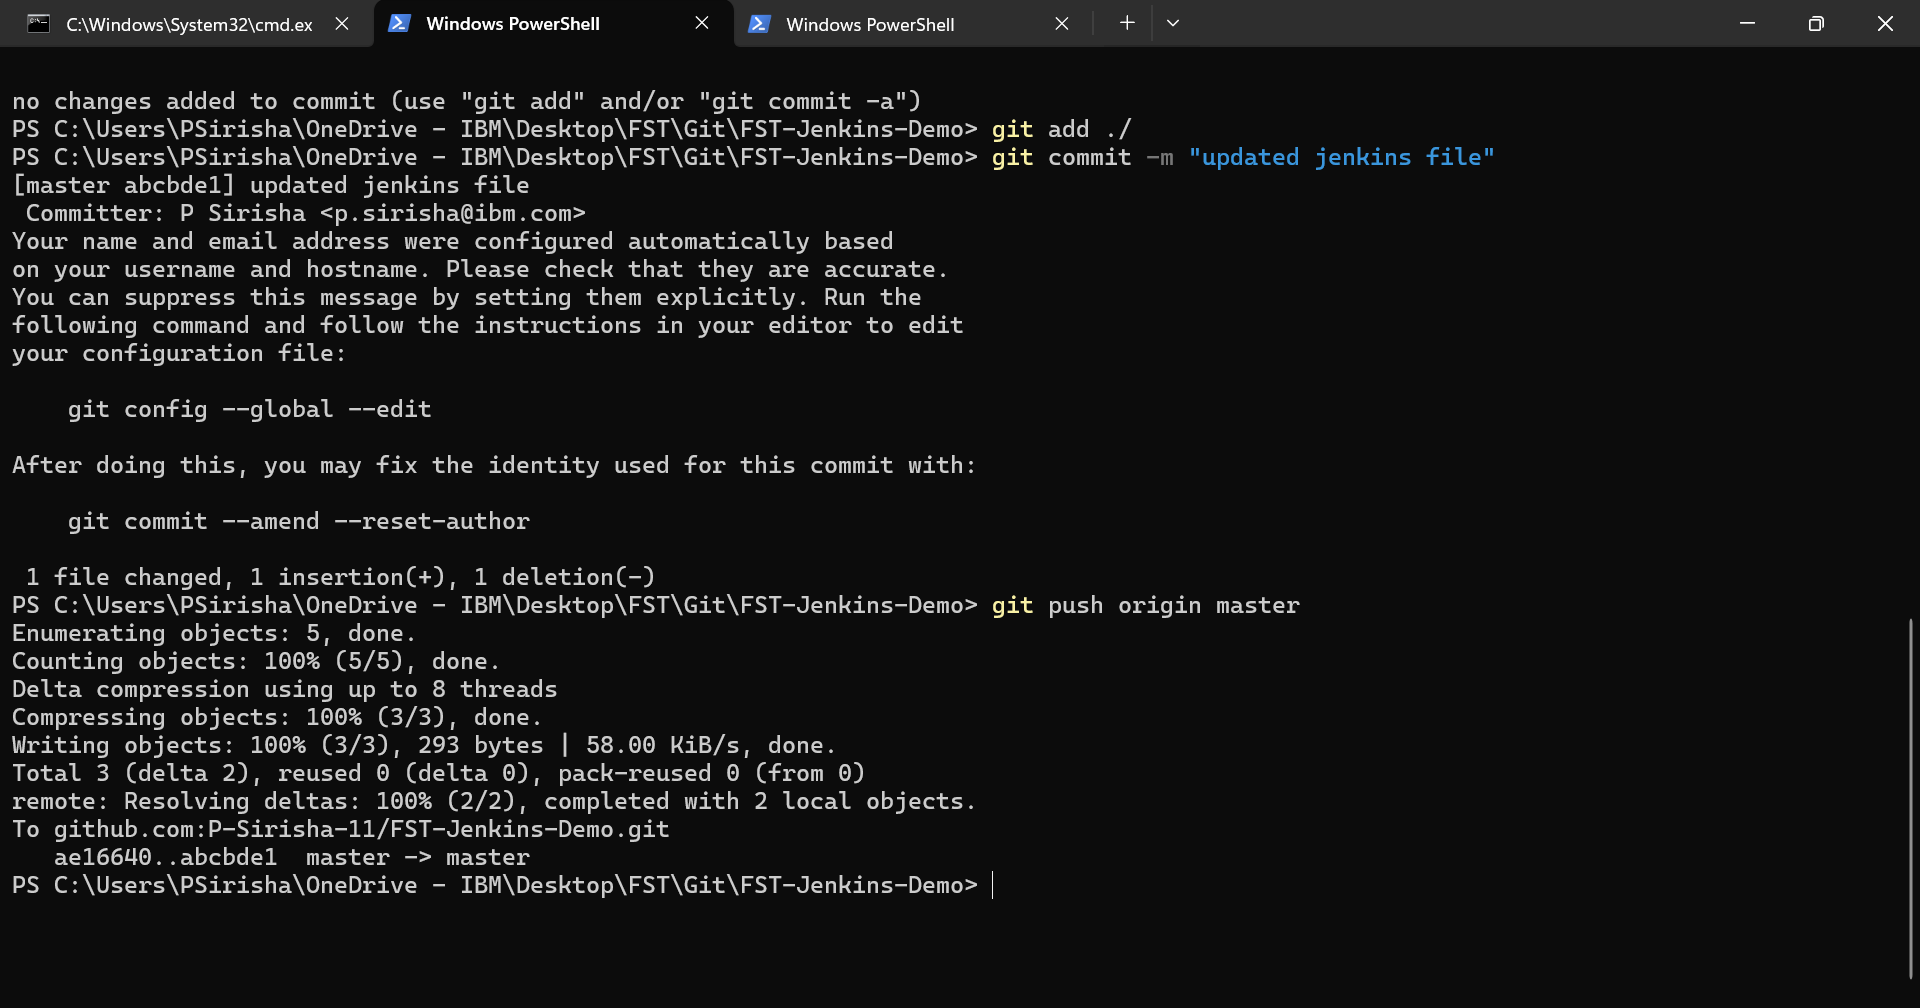 C:\Windows\System32\cmd.ex
Windows PowerShell
Windows PowerShell
no changes added to commit (use "git add" and/or "git commit -a")
PS C:\Users\PSirisha\OneDrive - IBM\Desktop\FST\Git\FST-Jenkins-Demo> git add ./
PS C:\Users\PSirisha\OneDrive - IBM\Desktop\FST\Git\FST-Jenkins-Demo> git commit -m "updated jenkins file"
[master abcbde1] updated jenkins file
 Committer: P Sirisha <p.sirisha@ibm.com>
Your name and email address were configured automatically based
on your username and hostname. Please check that they are accurate.
You can suppress this message by setting them explicitly. Run the
following command and follow the instructions in your editor to edit
your configuration file:
    git config --global --edit
After doing this, you may fix the identity used for this commit with:
    git commit --amend --reset-author
 1 file changed, 1 insertion(+), 1 deletion(-)
PS C:\Users\PSirisha\OneDrive - IBM\Desktop\FST\Git\FST-Jenkins-Demo> git push origin master
Enumerating objects: 5, done.
Counting objects: 100% (5/5), done.
Delta compression using up to 8 threads
Compressing objects: 100% (3/3), done.
Writing objects: 100% (3/3), 293 bytes | 58.00 KiB/s, done.
Total 3 (delta 2), reused 0 (delta 0), pack-reused 0 (from 0)
remote: Resolving deltas: 100% (2/2), completed with 2 local objects.
To github.com:P-Sirisha-11/FST-Jenkins-Demo.git
   ae16640..abcbde1  master -> master
PS C:\Users\PSirisha\OneDrive - IBM\Desktop\FST\Git\FST-Jenkins-Demo>